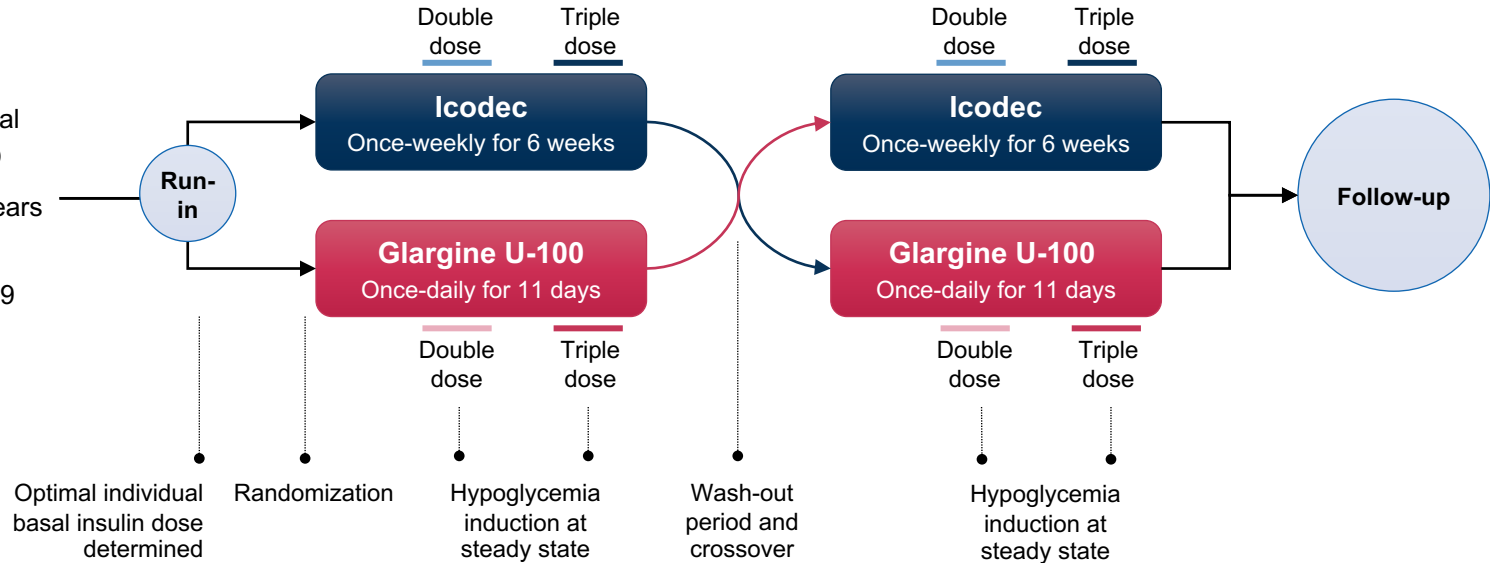 Double
dose
Triple
dose
Double
dose
Triple
dose
Icodec
Once-weekly for 6 weeks
Icodec
Once-weekly for 6 weeks
al
)
ears
9
Run-
in
Follow-up
Glargine U-100
Once-daily for 11 days
Glargine U-100
Once-daily for 11 days
Double
dose
Triple
dose
Double
dose
Triple
dose
Optimal individual
basal insulin dose
determined
Randomization
Hypoglycemia
induction at
steady state
Wash-out
period and
crossover
Hypoglycemia
induction at
steady state